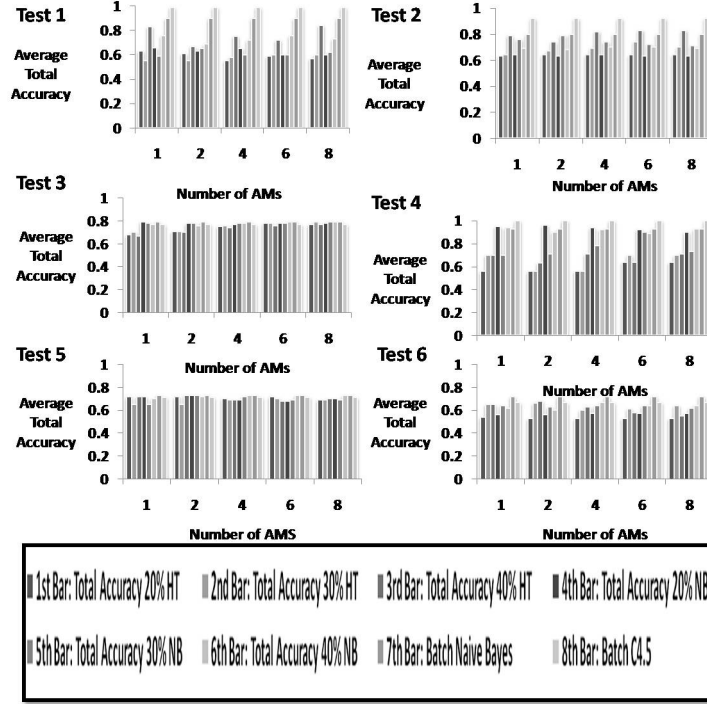 Test 1
Average
Total
Accuracy
1
0.8
0.6
0.4
0.2
0
1 2 4 6 8
Number of AMs
Test 2
Average
Total
Accuracy
1
0.8
0.6
0.4
0.2
0
1 2 4 6 8
Number of AMs
Test 3
Average
Total
Accuracy
1
0.8
0.6
0.4
0.2
0
1 2 4 6 8
Number of AMs
Test 4
Average
Total
Accuracy
1
0.8
0.6
0.4
0.2
0
1 2 4 6 8
Number of AMs
Test 5
Average
Total
Accuracy
1
0.8
0.6
0.4
0.2
0
1 2 4 6 8
Number of AMS
Test 6
Average
Total
Accuracy
1
0.8
0.6
0.4
0.2
0
1 2 4 6 8
Number of AMs
1st Bar: Total Accuracy 20% HT
2nd Bar: Total Accuracy 30% HT
3rd Bar: Total Accuracy 40% HT
4th Bar: Total Accuracy 20% NB
5th Bar: Total Accuracy 30% NB
6th Bar: Total Accuracy 40% NB
7th Bar: Batch Naive Bayes
8th Bar: Batch C4.5